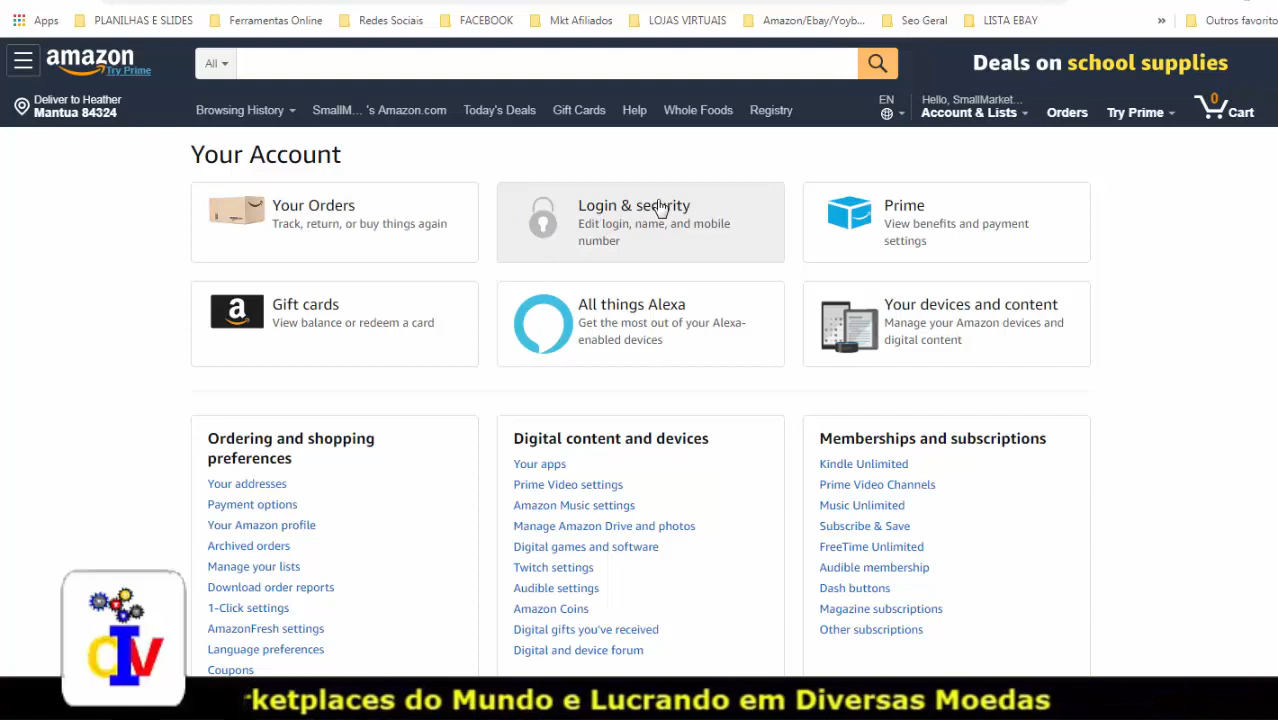 Apps PLANILHAS E SLIDES Ferramentas Online Redes Sociais FACEBOOK Mkt Afiliados LOJAS VIRTUAIS Amazon/Ebay/Yoyb... Seo Geral LISTA EBAY » Outros favorito
amazon
Try Prime
All
Deals on school supplies
Deliver to Heather
Mantua 84324
Browsing History SmallM... 's Amazon.com Today's Deals Gift Cards Help Whole Foods Registry
EN
Hello, SmallMarket...
Account & Lists
Orders
Try Prime
0
Cart
Your Account
Your Orders
Track, return, or buy things again
Login & security
Edit login, name, and mobile
number
Prime
View benefits and payment
settings
a
Gift cards
View balance or redeem a card
All things Alexa
Get the most out of your Alexa-
enabled devices
Your devices and content
Manage your Amazon devices and
digital content
Ordering and shopping
preferences
Your addresses
Payment options
Your Amazon profile
Archived orders
Manage your lists
Download order reports
1-Click settings
AmazonFresh settings
Language preferences
Coupons
Digital content and devices
Your apps
Prime Video settings
Amazon Music settings
Manage Amazon Drive and photos
Digital games and software
Twitch settings
Audible settings
Amazon Coins
Digital gifts you've received
Digital and device forum
Memberships and subscriptions
Kindle Unlimited
Prime Video Channels
Music Unlimited
Subscribe & Save
FreeTime Unlimited
Audible membership
Dash buttons
Magazine subscriptions
Other subscriptions
dIV
rketplaces do Mundo e Lucrando em Diversas Moedas